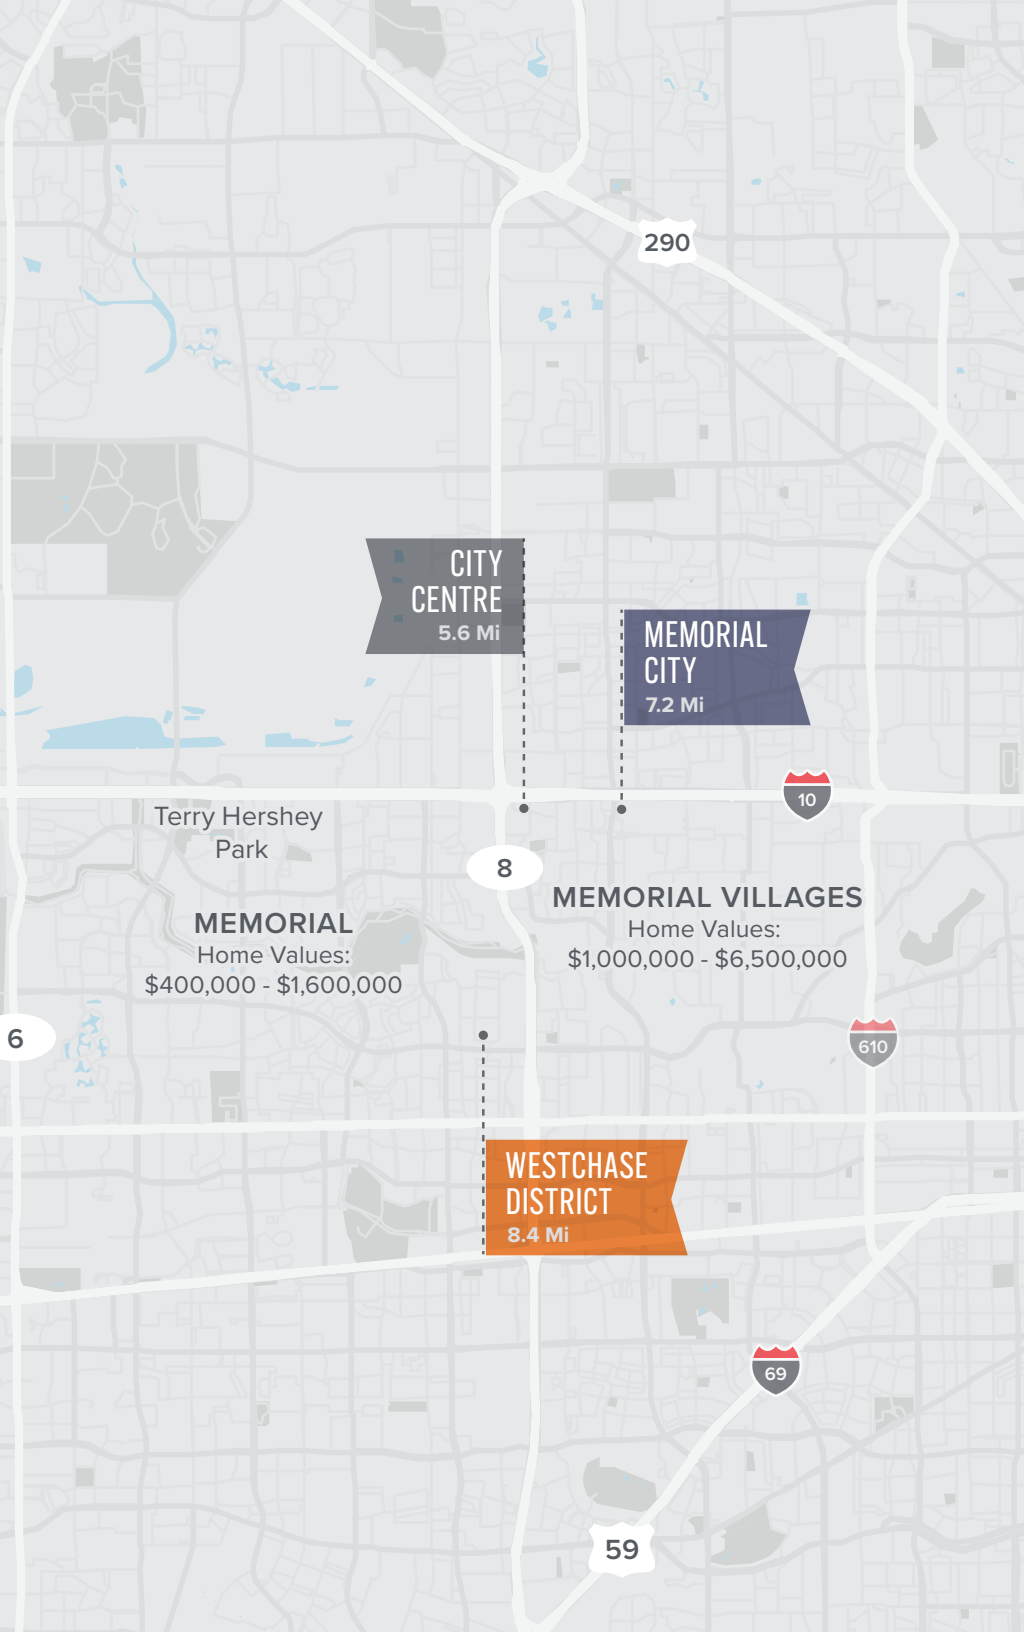 290
CITY
CENTRE
5.6 Mi
MEMORIAL
CITY
7.2 Mi
10
Terry Hershey
Park
8
MEMORIAL VILLAGES
Home Values:
$1,000,000 - $6,500,000
MEMORIAL
Home Values:
$400,000 - $1,600,000
6
610
WESTCHASE
DISTRICT
8.4 Mi
69
59